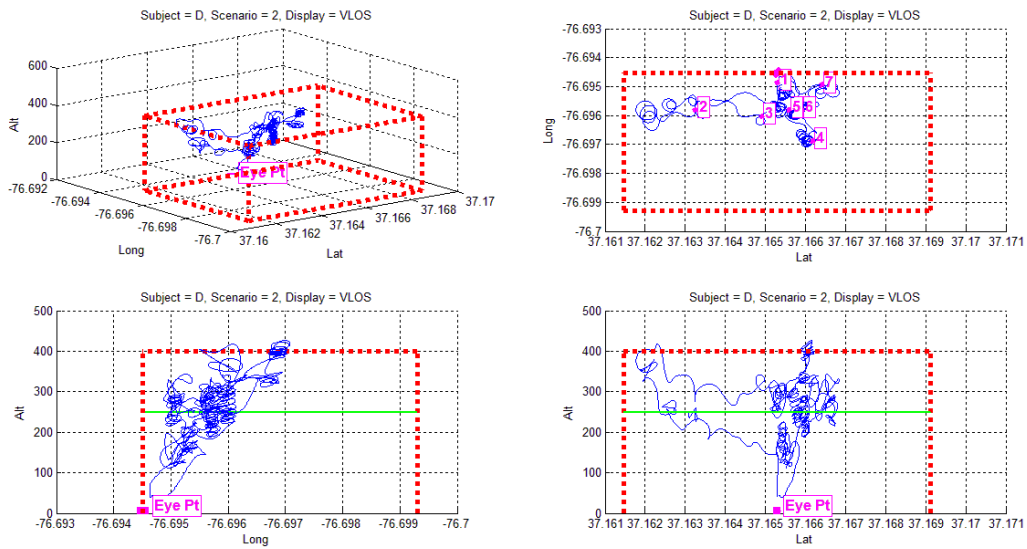 Subject = D, Scenario = 2, Display = VLOS
600
400
200
0
Alt
-76.692
-76.694
-76.696
-76.698
-76.7
Long
37.16
37.162
37.164
37.166
37.168
37.17
Lat
Eye Pt
Subject = D, Scenario = 2, Display = VLOS
-76.693
-76.694
-76.695
-76.696
-76.697
-76.698
-76.699
-76.7
Long
1
2
3
4
5
6
7
37.161 37.162 37.163 37.164 37.165 37.166 37.167 37.168 37.169 37.17 37.171
Lat
Subject = D, Scenario = 2, Display = VLOS
500
400
300
200
100
0
Alt
Eye Pt
-76.693 -76.694 -76.695 -76.696 -76.697 -76.698 -76.699 -76.7
Long
Subject = D, Scenario = 2, Display = VLOS
500
400
300
200
100
0
Alt
Eye Pt
37.161 37.162 37.163 37.164 37.165 37.166 37.167 37.168 37.169 37.17 37.171
Lat